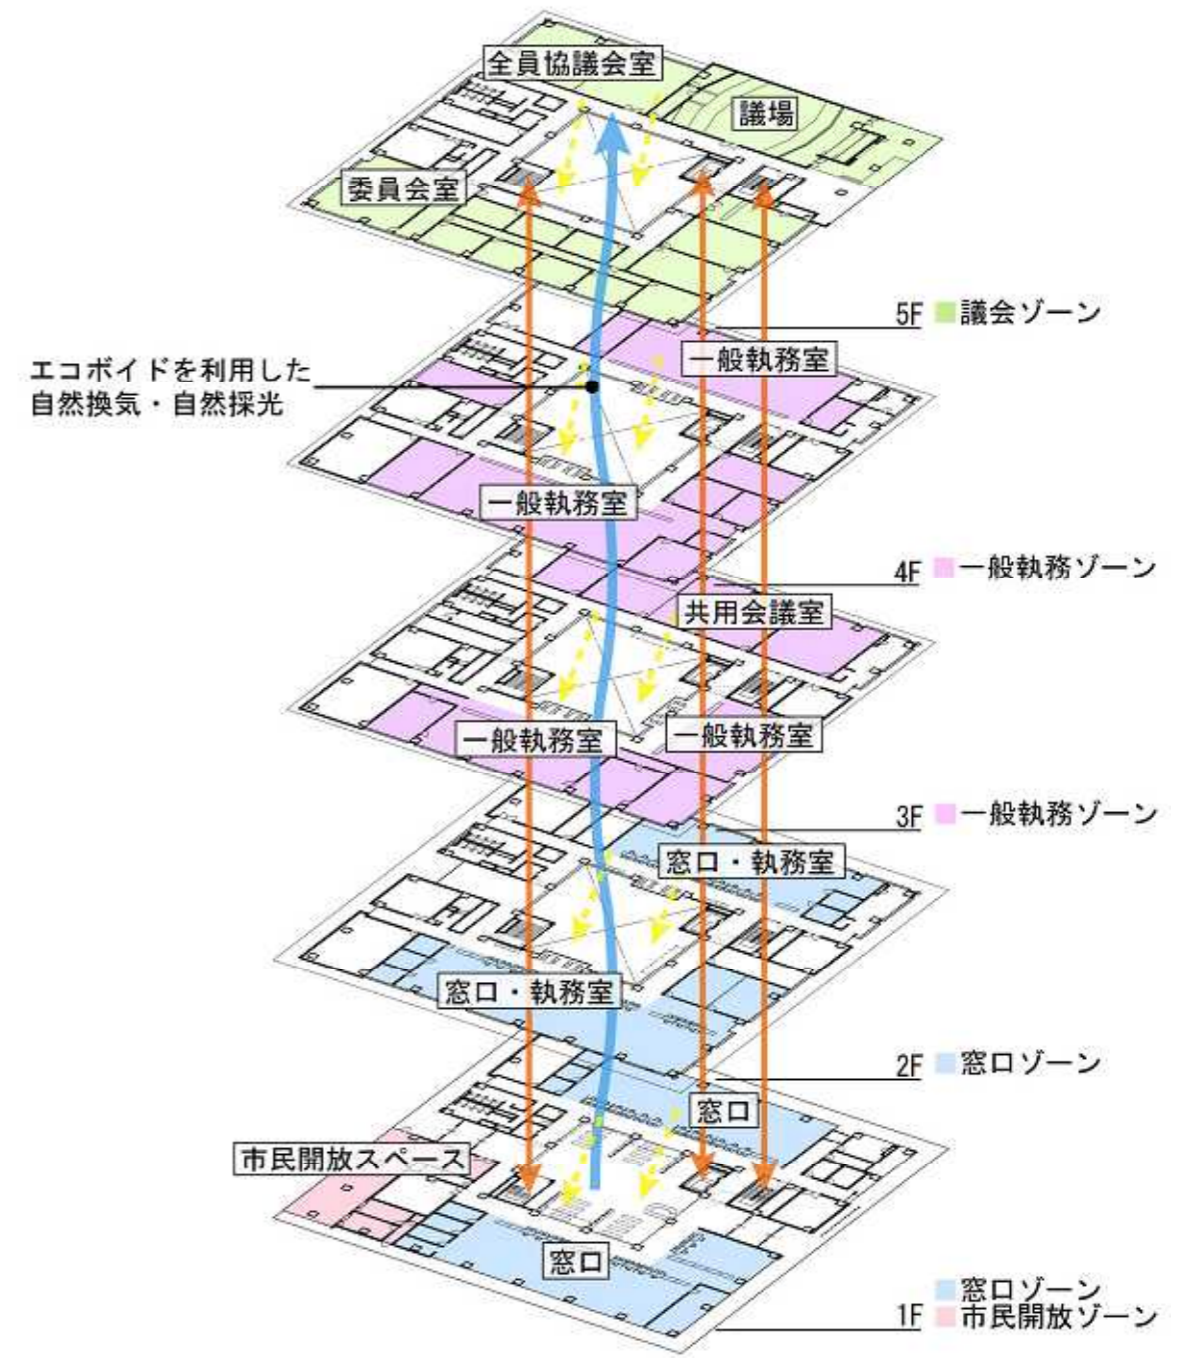 全員協議会室
議場
委員会室
5F 議会ゾーン
一般執務室
エコボイドを利用した
自然換気・自然採光
一般執務室
4F 一般執務ゾーン
共用会議室
一般執務室
一般執務室
3F 一般執務ゾーン
窓口・執務室
窓口・執務室
2F 窓口ゾーン
窓口
市民開放スペース
窓口
窓口ゾーン
1F 市民開放ゾーン